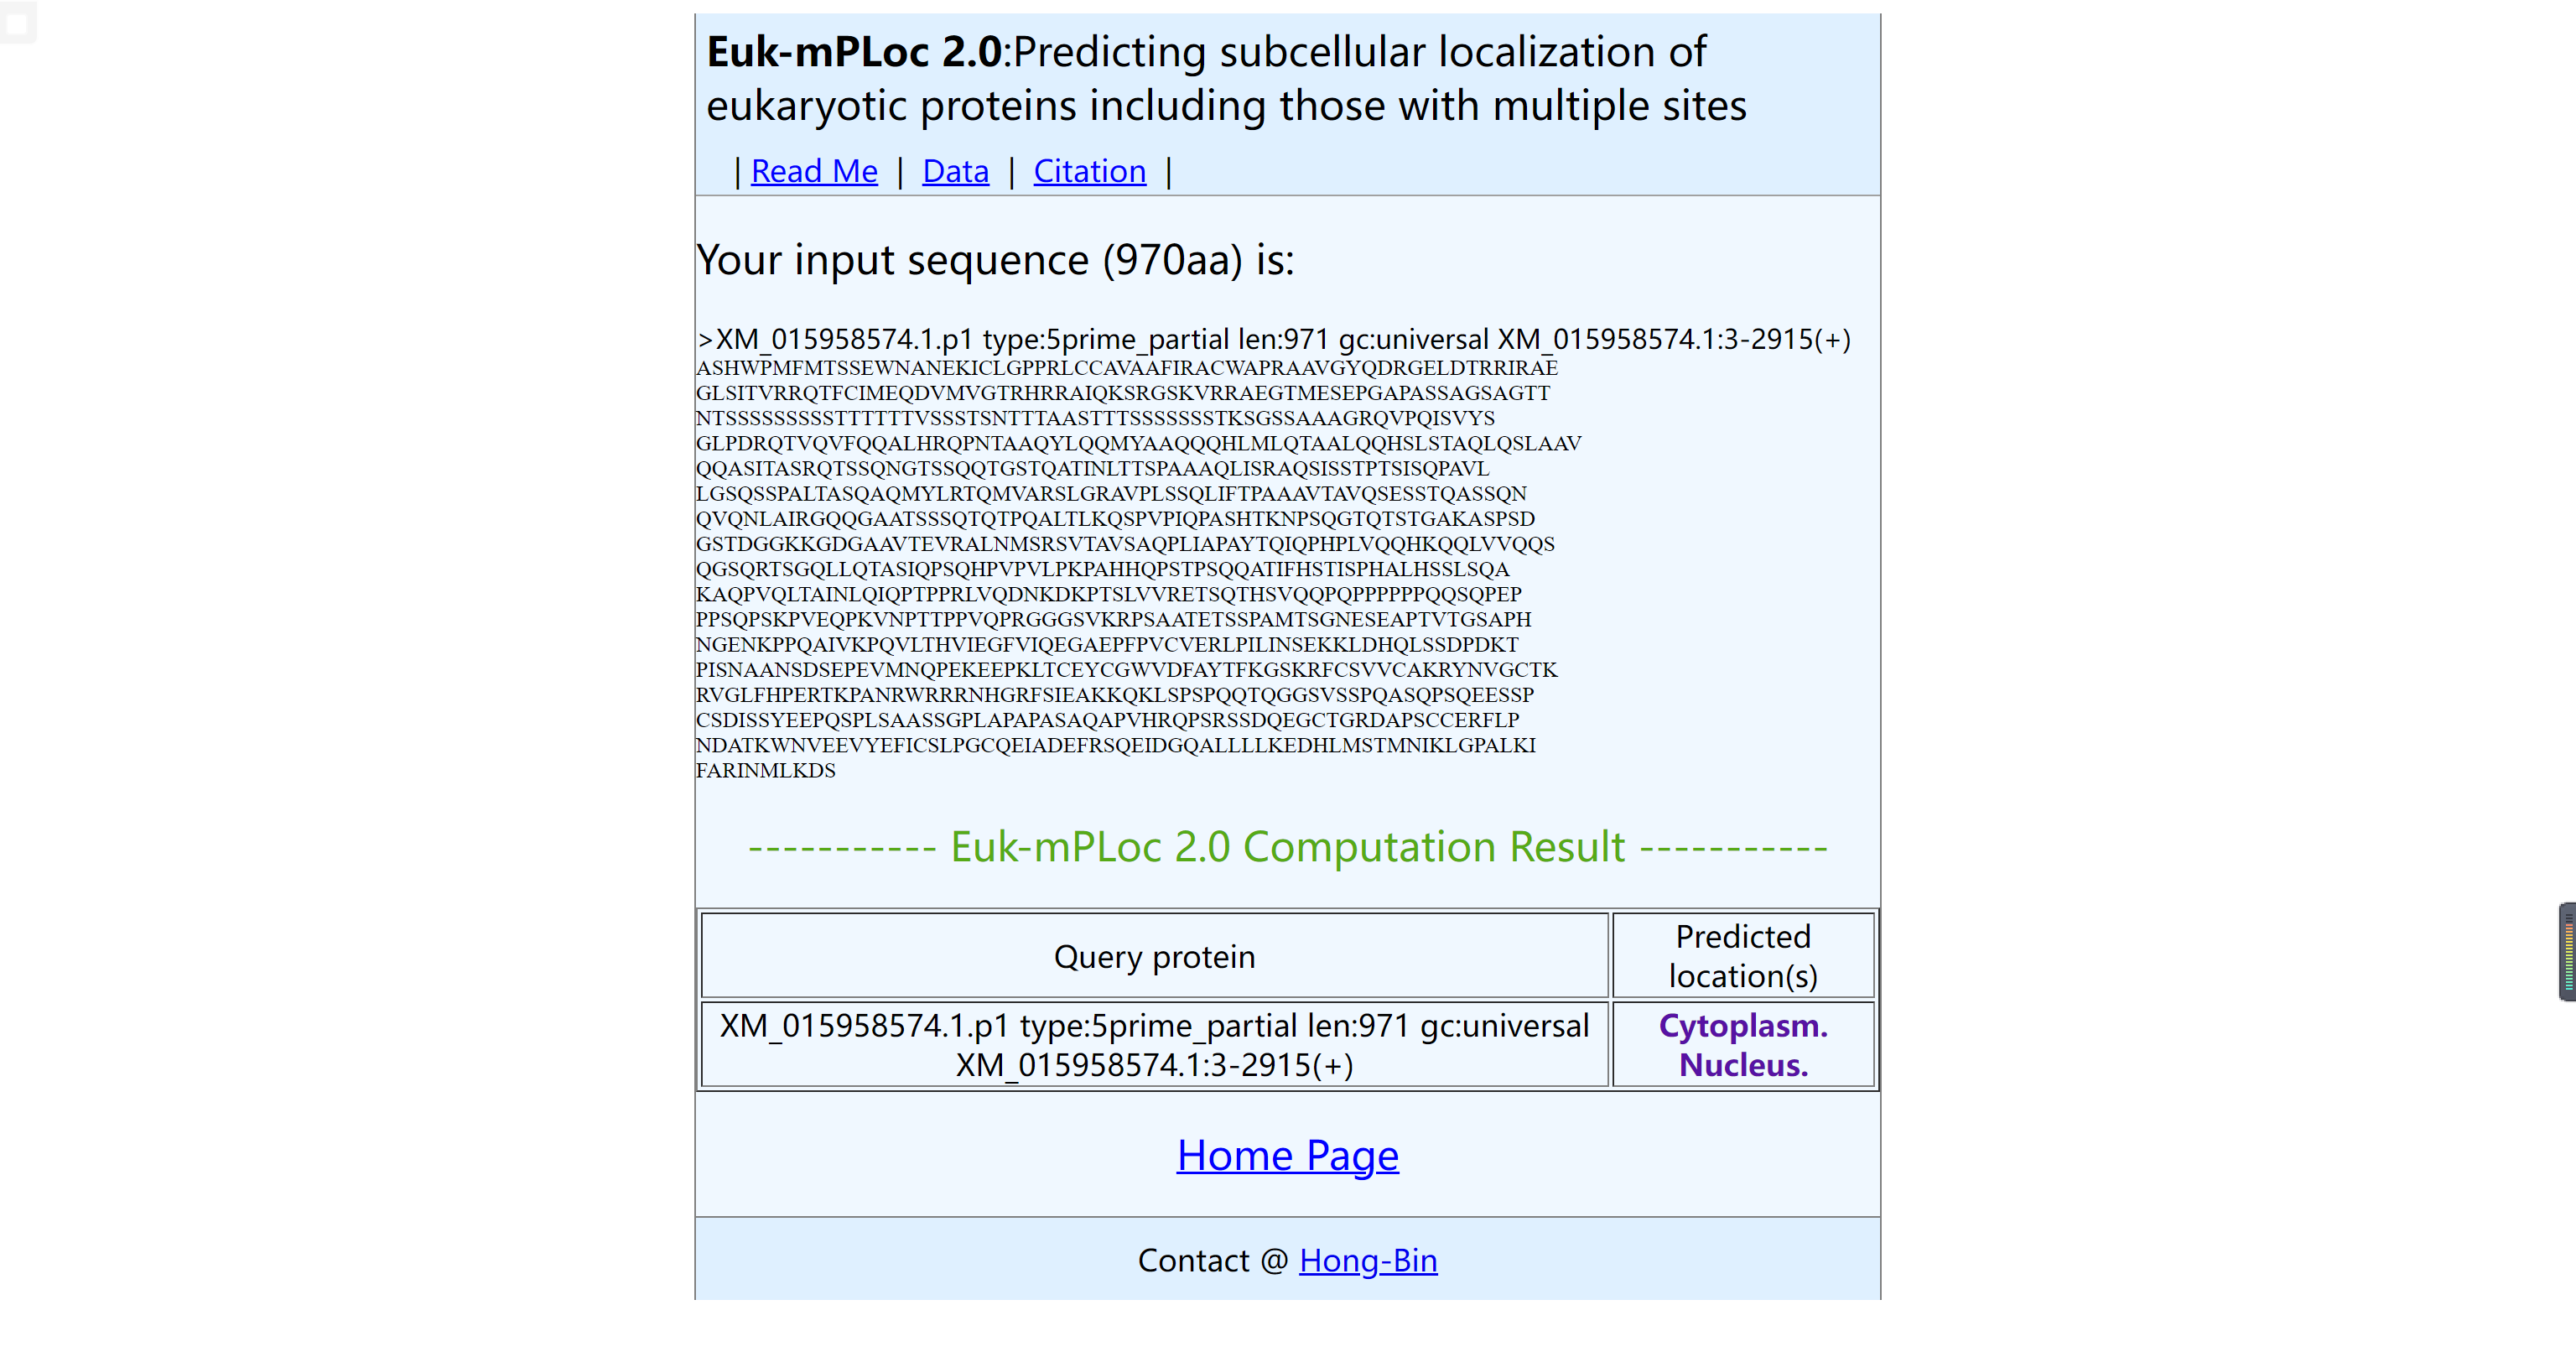 Euk-mPLoc 2.0:Predicting subcellular localization of
eukaryotic proteins including those with multiple sites
| Read Me | Data | Citation |
Your input sequence (970aa) is:
>XM_015958574.1.p1 type:5prime_partial len:971 gc:universal XM_015958574.1:3-2915(+)
ASHWPMFMTSSEWNANEKICLGPPRLCCAVAAFIRACWAPRAAVGYQDRGELDTRRIRAE
GLSITVRRQTFCIMEQDVMVGTRHRRAIQKSRGSKVRRAEGTMESEPGAPASSAGSAGTT
NTSSSSSSSSSTTTTTTVSSSTSNTTTAASTTTSSSSSSSTKSGSSAAAGRQVPQISVYS
GLPDRQTVQVFQQALHRQPNTAAQYLQQMYAAQQQHLMLQTAALQQHSLSTAQLQSLAAV
QQASITASRQTSSQNGTSSQQTGSTQATINLTTSPAAAQLISRAQSISSTPTSISQPAVL
LGSQSSPALTASQAQMYLRTQMVARSLGRAVPLSSQLIFTPAAAVTAVQSESSTQASSQN
QVQNLAIRGQQGAATSSSQTQTPQALTLKQSPVPIQPASHTKNPSQGTQTSTGAKASPSD
GSTDGGKKGDGAAVTEVRALNMSRSVTAVSAQPLIAPAYTQIQPHPLVQQHKQQLVVQQS
QGSQRTSGQLLQTASIQPSQHPVPVLPKPAHHQPSTPSQQATIFHSTISPHALHSSLSQA
KAQPVQLTAINLQIQPTPPRLVQDNKDKPTSLVVRETSQTHSVQQPQPPPPPPQQSQPEP
PPSQPSKPVEQPKVNPTTPPVQPRGGGSVKRPSAATETSSPAMTSGNESEAPTVTGSAPH
NGENKPPQAIVKPQVLTHVIEGFVIQEGAEPFPVCVERLPILINSEKKLDHQLSSDPDKT
PISNAANSDSEPEVMNQPEKEEPKLTCEYCGWVDFAYTFKGSKRFCSVVCAKRYNVGCTK
RVGLFHPERTKPANRWRRRNHGRFSIEAKKQKLSPSPQQTQGGSVSSPQASQPSQEESSP
CSDISSYEEPQSPLSAASSGPLAPAPASAQAPVHRQPSRSSDQEGCTGRDAPSCCERFLP
NDATKWNVEEVYEFICSLPGCQEIADEFRSQEIDGQALLLLKEDHLMSTMNIKLGPALKI
FARINMLKDS
----------- Euk-mPLoc 2.0 Computation Result -----------
Query protein
Predicted
location(s)
XM_015958574.1.p1 type:5prime_partial len:971 gc:universal
XM_015958574.1:3-2915(+)
Cytoplasm.
Nucleus.
Home Page
Contact @ Hong-Bin